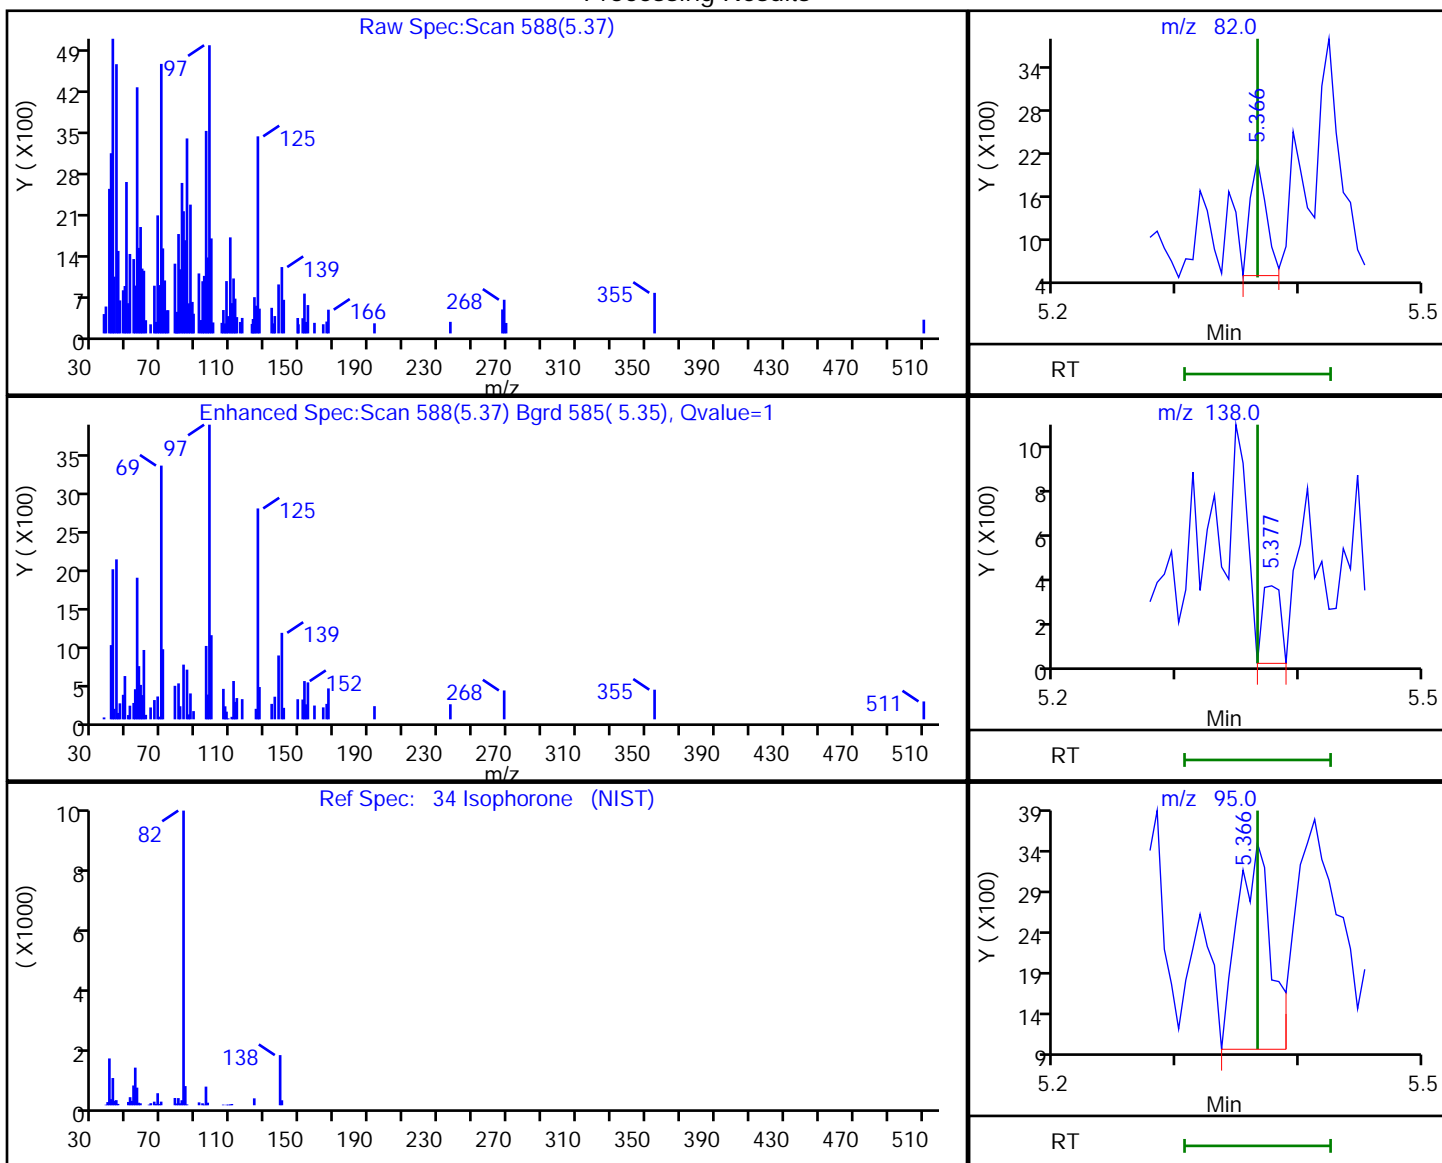 Processing Results
Raw Spec:Scan 588(5.37)
Y ( X100)
49
42
35
28
21
14
7
0
97
125
139
166
268
355
30 70 110 150 190 230 270 310 350 390 430 470 510
m/z
m/z 82.0
Y ( X100)
34
28
22
16
10
4
5.366
5.2 5.5
Min
RT
Enhanced Spec:Scan 588(5.37) Bgrd 585( 5.35), Qvalue=1
Y ( X100)
35
30
25
20
15
10
5
0
69
97
125
139
152
268
355
511
30 70 110 150 190 230 270 310 350 390 430 470 510
m/z
m/z 138.0
Y ( X100)
10
8
6
4
2
0
5.377
5.2 5.5
Min
RT
Ref Spec: 34 Isophorone (NIST)
( X1000)
10
8
6
4
2
0
82
138
30 70 110 150 190 230 270 310 350 390 430 470 510
m/z 95.0
Y ( X100)
39
34
29
24
19
14
9
5.366
5.2 5.5
Min
RT